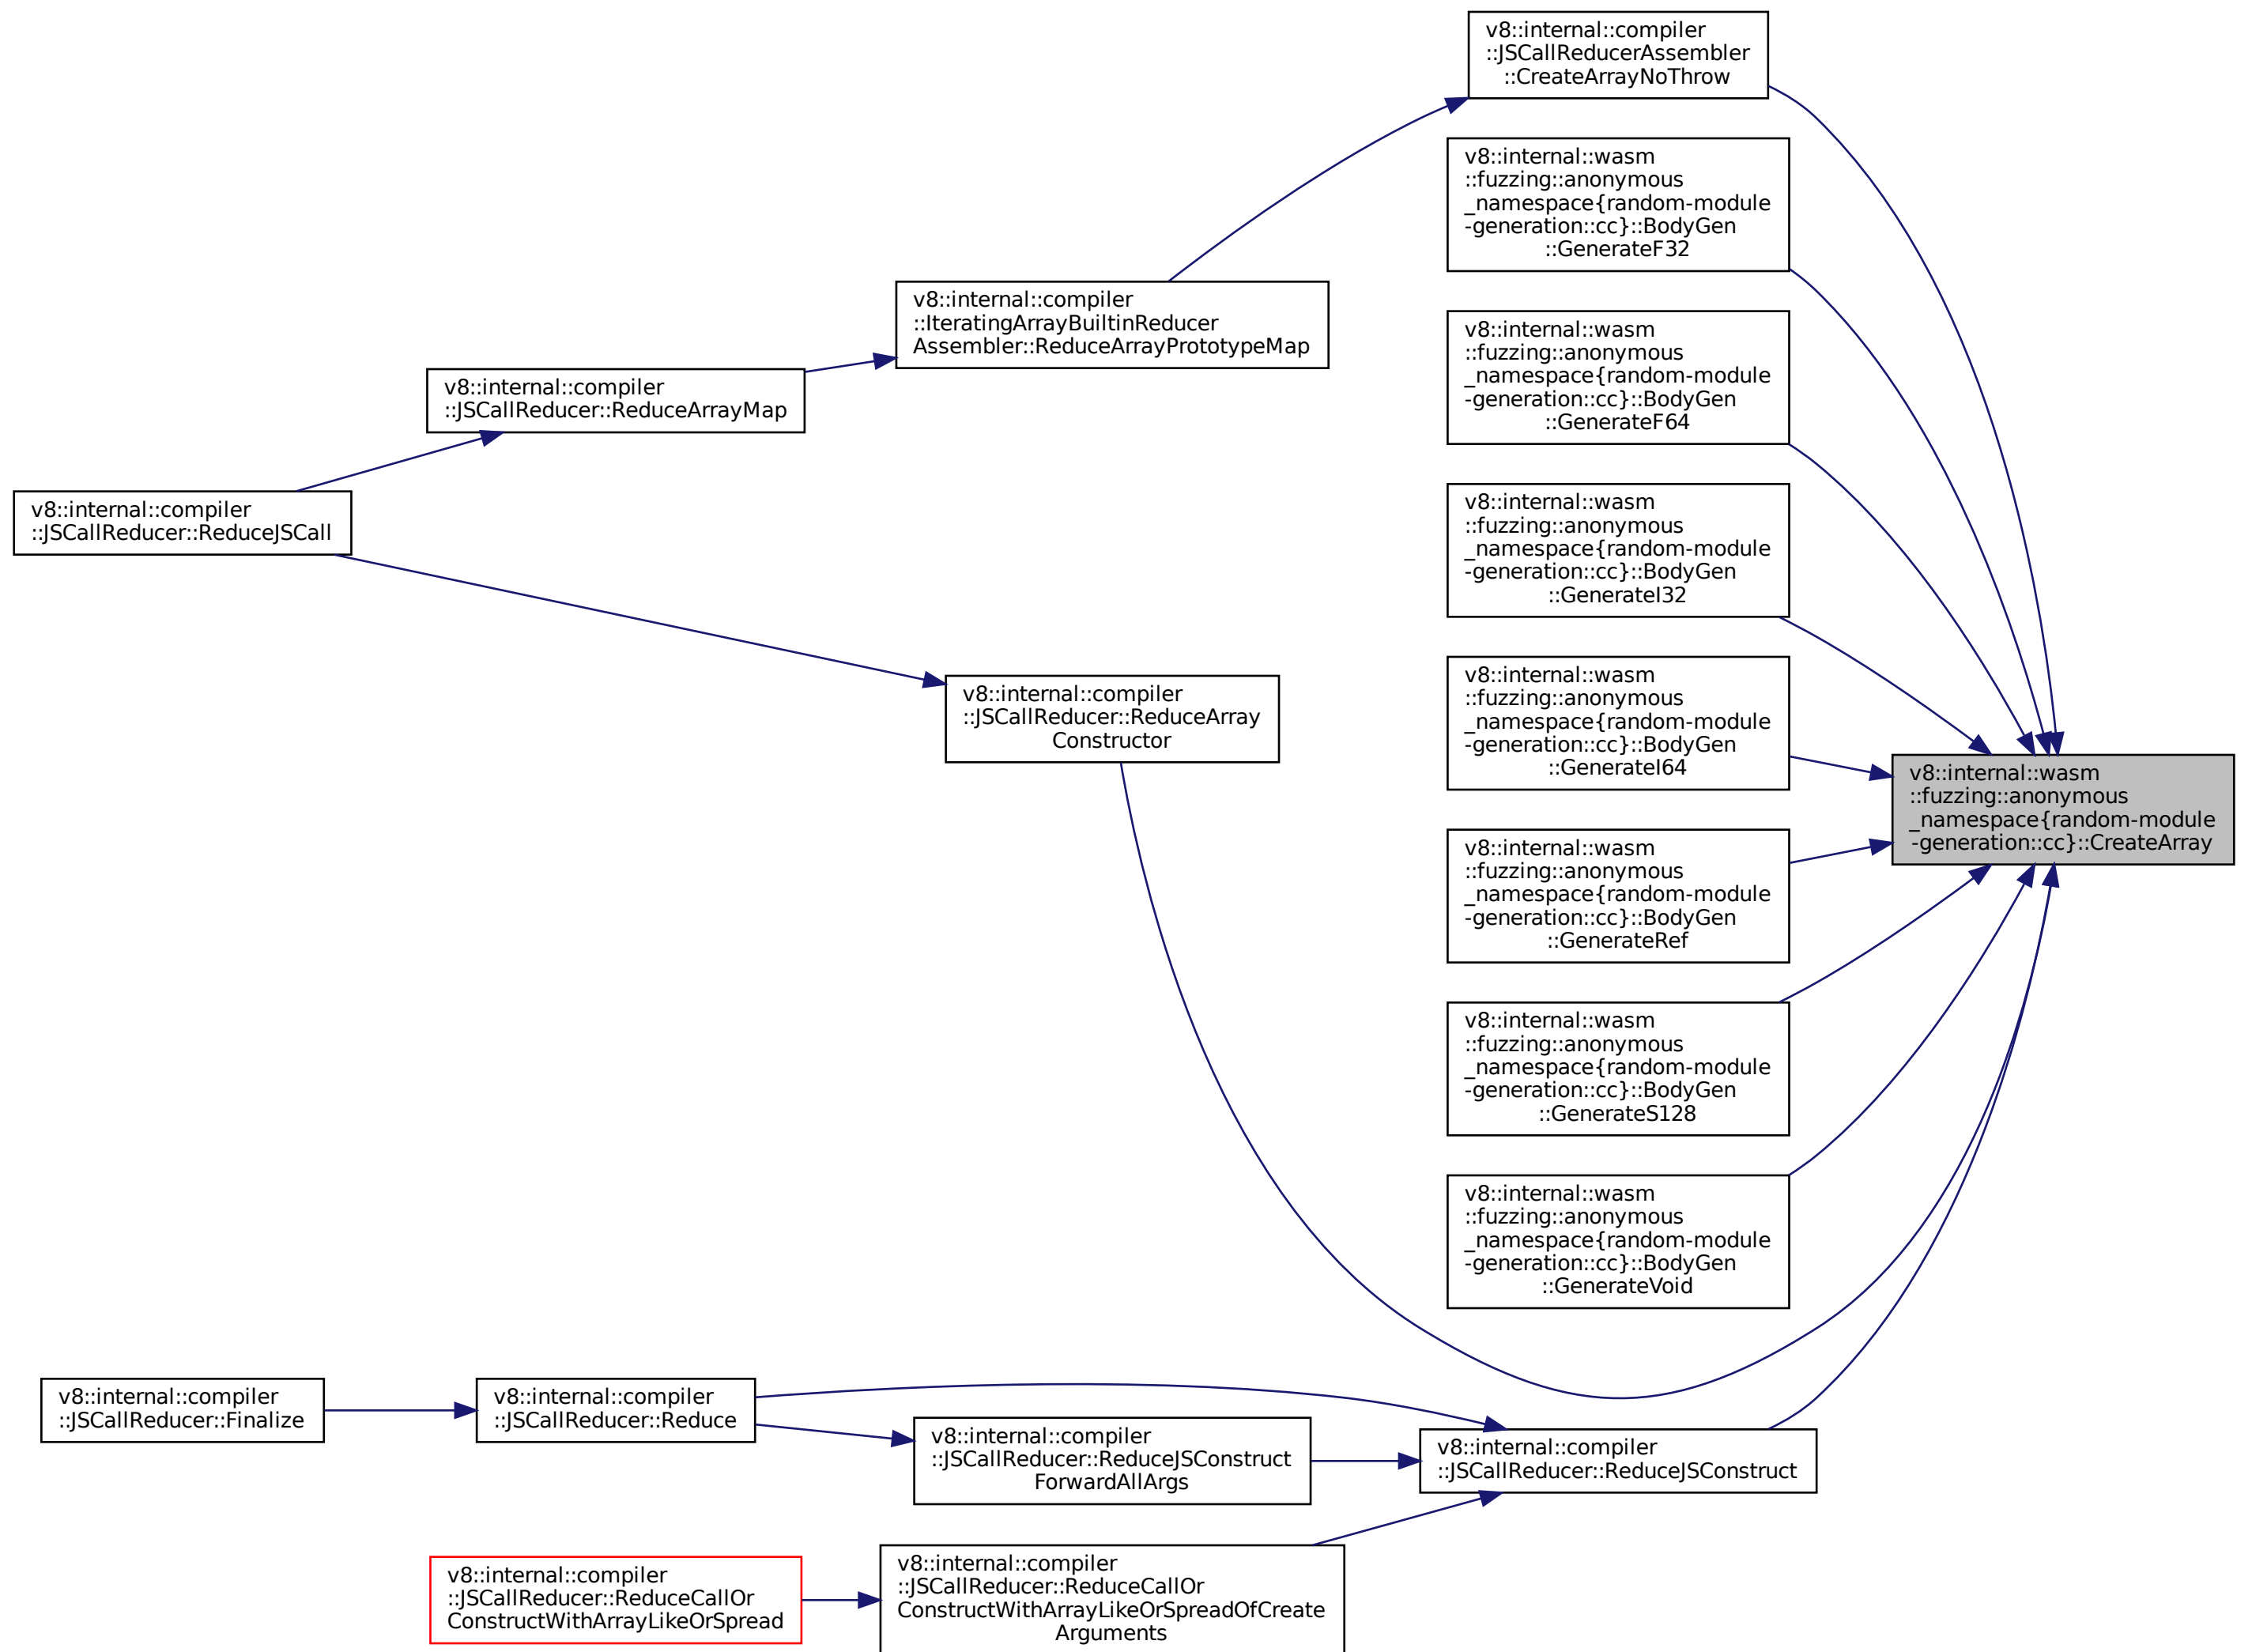 v8::internal::compiler
::JSCallReducerAssembler
::CreateArrayNoThrow
v8::internal::wasm
::fuzzing::anonymous
_namespace{random-module
-generation::cc}::BodyGen
::GenerateF32
v8::internal::compiler
::IteratingArrayBuiltinReducer
Assembler::ReduceArrayPrototypeMap
v8::internal::wasm
::fuzzing::anonymous
_namespace{random-module
-generation::cc}::BodyGen
::GenerateF64
v8::internal::compiler
::JSCallReducer::ReduceArrayMap
v8::internal::compiler
::JSCallReducer::ReduceJSCall
v8::internal::wasm
::fuzzing::anonymous
_namespace{random-module
-generation::cc}::BodyGen
::GenerateI32
v8::internal::wasm
::fuzzing::anonymous
_namespace{random-module
-generation::cc}::BodyGen
::GenerateI64
v8::internal::compiler
::JSCallReducer::ReduceArray
Constructor
v8::internal::wasm
::fuzzing::anonymous
_namespace{random-module
-generation::cc}::CreateArray
v8::internal::wasm
::fuzzing::anonymous
_namespace{random-module
-generation::cc}::BodyGen
::GenerateRef
v8::internal::wasm
::fuzzing::anonymous
_namespace{random-module
-generation::cc}::BodyGen
::GenerateS128
v8::internal::wasm
::fuzzing::anonymous
_namespace{random-module
-generation::cc}::BodyGen
::GenerateVoid
v8::internal::compiler
::JSCallReducer::Finalize
v8::internal::compiler
::JSCallReducer::Reduce
v8::internal::compiler
::JSCallReducer::ReduceJSConstruct
ForwardAllArgs
v8::internal::compiler
::JSCallReducer::ReduceJSConstruct
v8::internal::compiler
::JSCallReducer::ReduceCallOr
ConstructWithArrayLikeOrSpread
v8::internal::compiler
::JSCallReducer::ReduceCallOr
ConstructWithArrayLikeOrSpreadOfCreate
Arguments